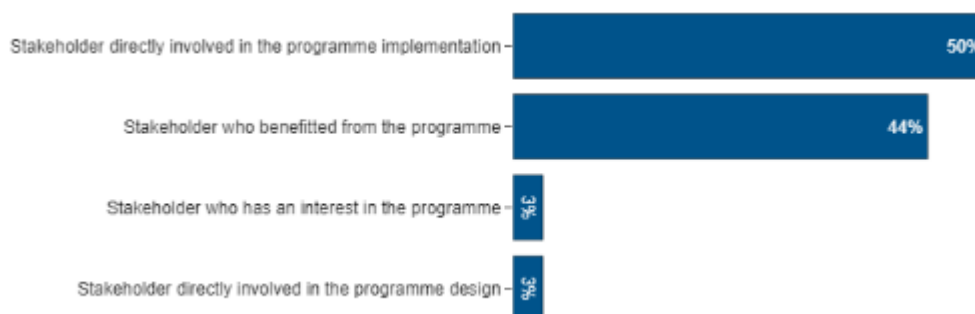 Stakeholder directly involved in the programme implementation 50%
Stakeholder who benefitted from the programme 44%
Stakeholder who has an interest in the programme 3%
Stakeholder directly involved in the programme design 3%